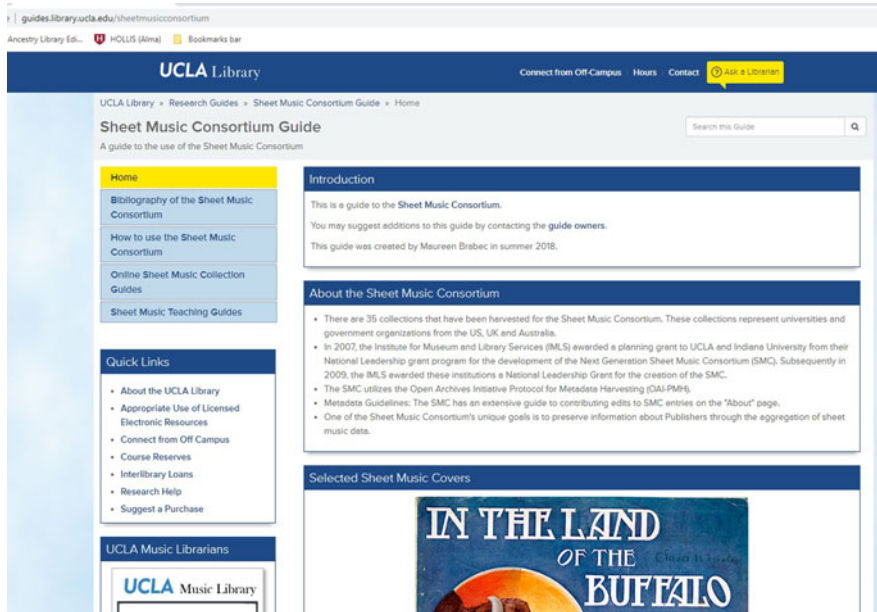 guides.library.ucla.edu/sheetmusicconsortium
Ancestry Library Edi...
HOLLIS (Alma)
Bookmarks bar
UCLA Library
Connect from Off-Campus
Hours
Contact
Ask a Librarian
UCLA Library » Research Guides » Sheet Music Consortium Guide » Home
Sheet Music Consortium Guide
A guide to the use of the Sheet Music Consortium
Search this Guide
Home
Bibliography of the Sheet Music
Consortium
How to use the Sheet Music
Consortium
Online Sheet Music Collection
Guides
Sheet Music Teaching Guides
Quick Links
• About the UCLA Library
• Appropriate Use of Licensed
Electronic Resources
• Connect from Off Campus
• Course Reserves
• Interlibrary Loans
• Research Help
• Suggest a Purchase
UCLA Music Librarians
UCLA Music Library
Introduction
This is a guide to the Sheet Music Consortium.
You may suggest additions to this guide by contacting the guide owners.
This guide was created by Maureen Brabec in summer 2018.
About the Sheet Music Consortium
• There are 35 collections that have been harvested for the Sheet Music Consortium. These collections represent universities and
government organizations from the US, UK and Australia.
• In 2007, the Institute for Museum and Library Services (IMLS) awarded a planning grant to UCLA and Indiana University from their
National Leadership grant program for the development of the Next Generation Sheet Music Consortium (SMC). Subsequently in
2009, the IMLS awarded these institutions a National Leadership Grant for the creation of the SMC.
• The SMC utilizes the Open Archives Initiative Protocol for Metadata Harvesting (OAI-PMH).
• Metadata Guidelines: The SMC has an extensive guide to contributing edits to SMC entries on the "About" page.
• One of the Sheet Music Consortium's unique goals is to preserve information about Publishers through the aggregation of sheet
music data.
Selected Sheet Music Covers
IN THE LAND
OF THE
BUFFALO